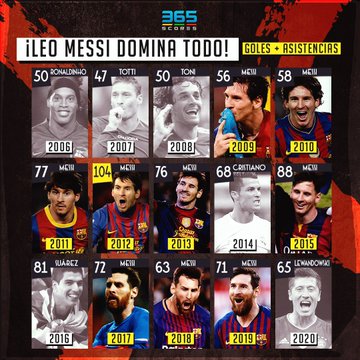 365
SCORES
¡LEO MESSI DOMINA TODO!
GOLES + ASISTENCIAS
50 RONALDINHO
2006
47 TOTTI
2007
50 TONI
2008
56 MESSI
2009
58 MESSI
2010
77 MESSI
2011
104 MESSI
2012
76 MESSI
2013
68 CRISTIANO
2014
88 MESSI
2015
81 SUÁREZ
2016
72 MESSI
2017
63 MESSI
2018
71 MESSI
2019
65 LEWANDOWSKI
2020